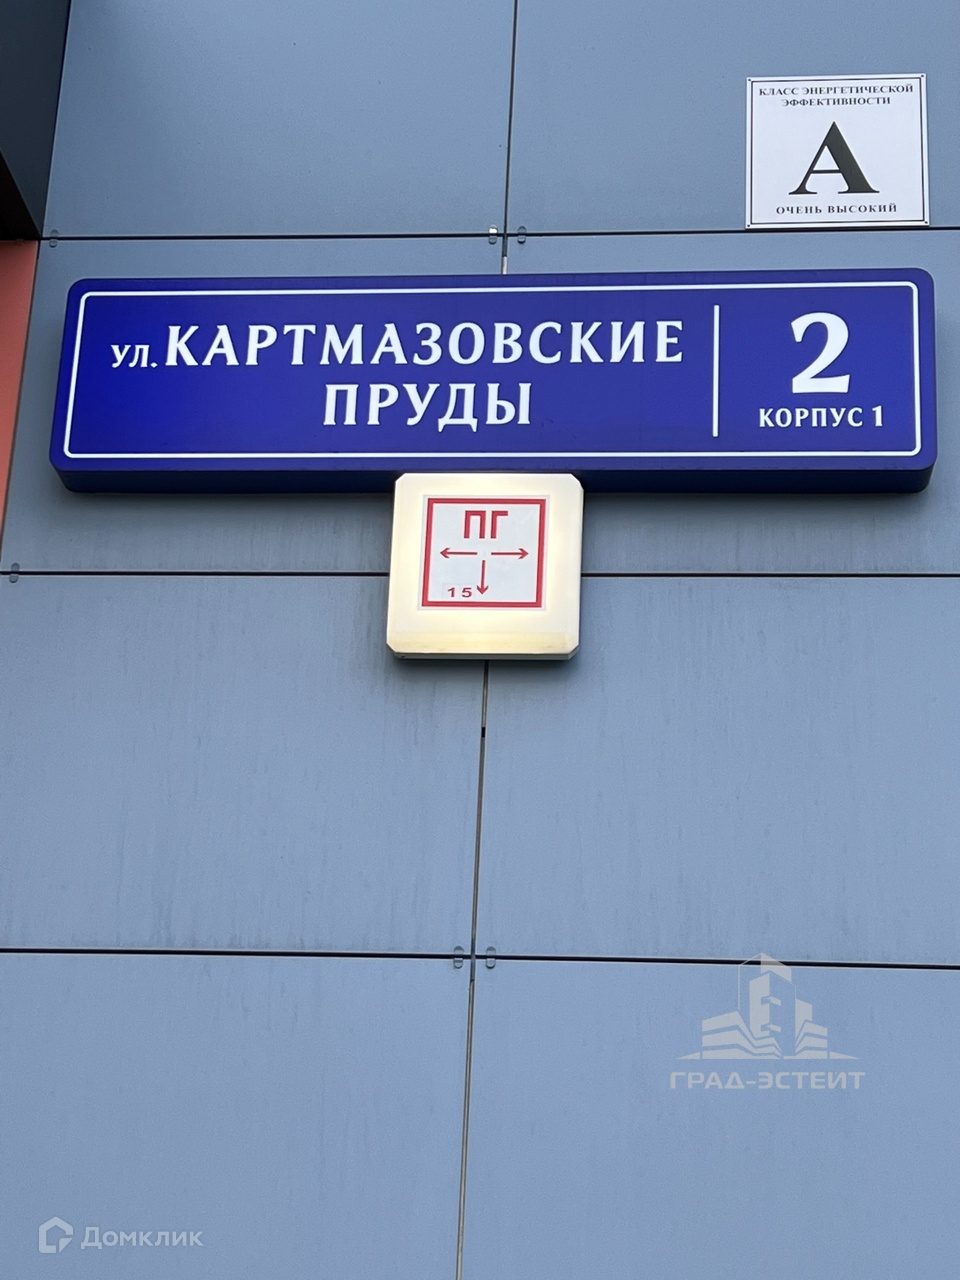 КЛАСС ЭНЕРГЕТИЧЕСКОЙ
ЭФФЕКТИВНОСТИ
А
ОЧЕНЬ ВЫСОКИЙ
УЛ. КАРТМАЗОВСКИЕ
ПРУДЫ
2
КОРПУС 1
ПГ
15
ГРАД-ЭСТЕЙТ
Домклик